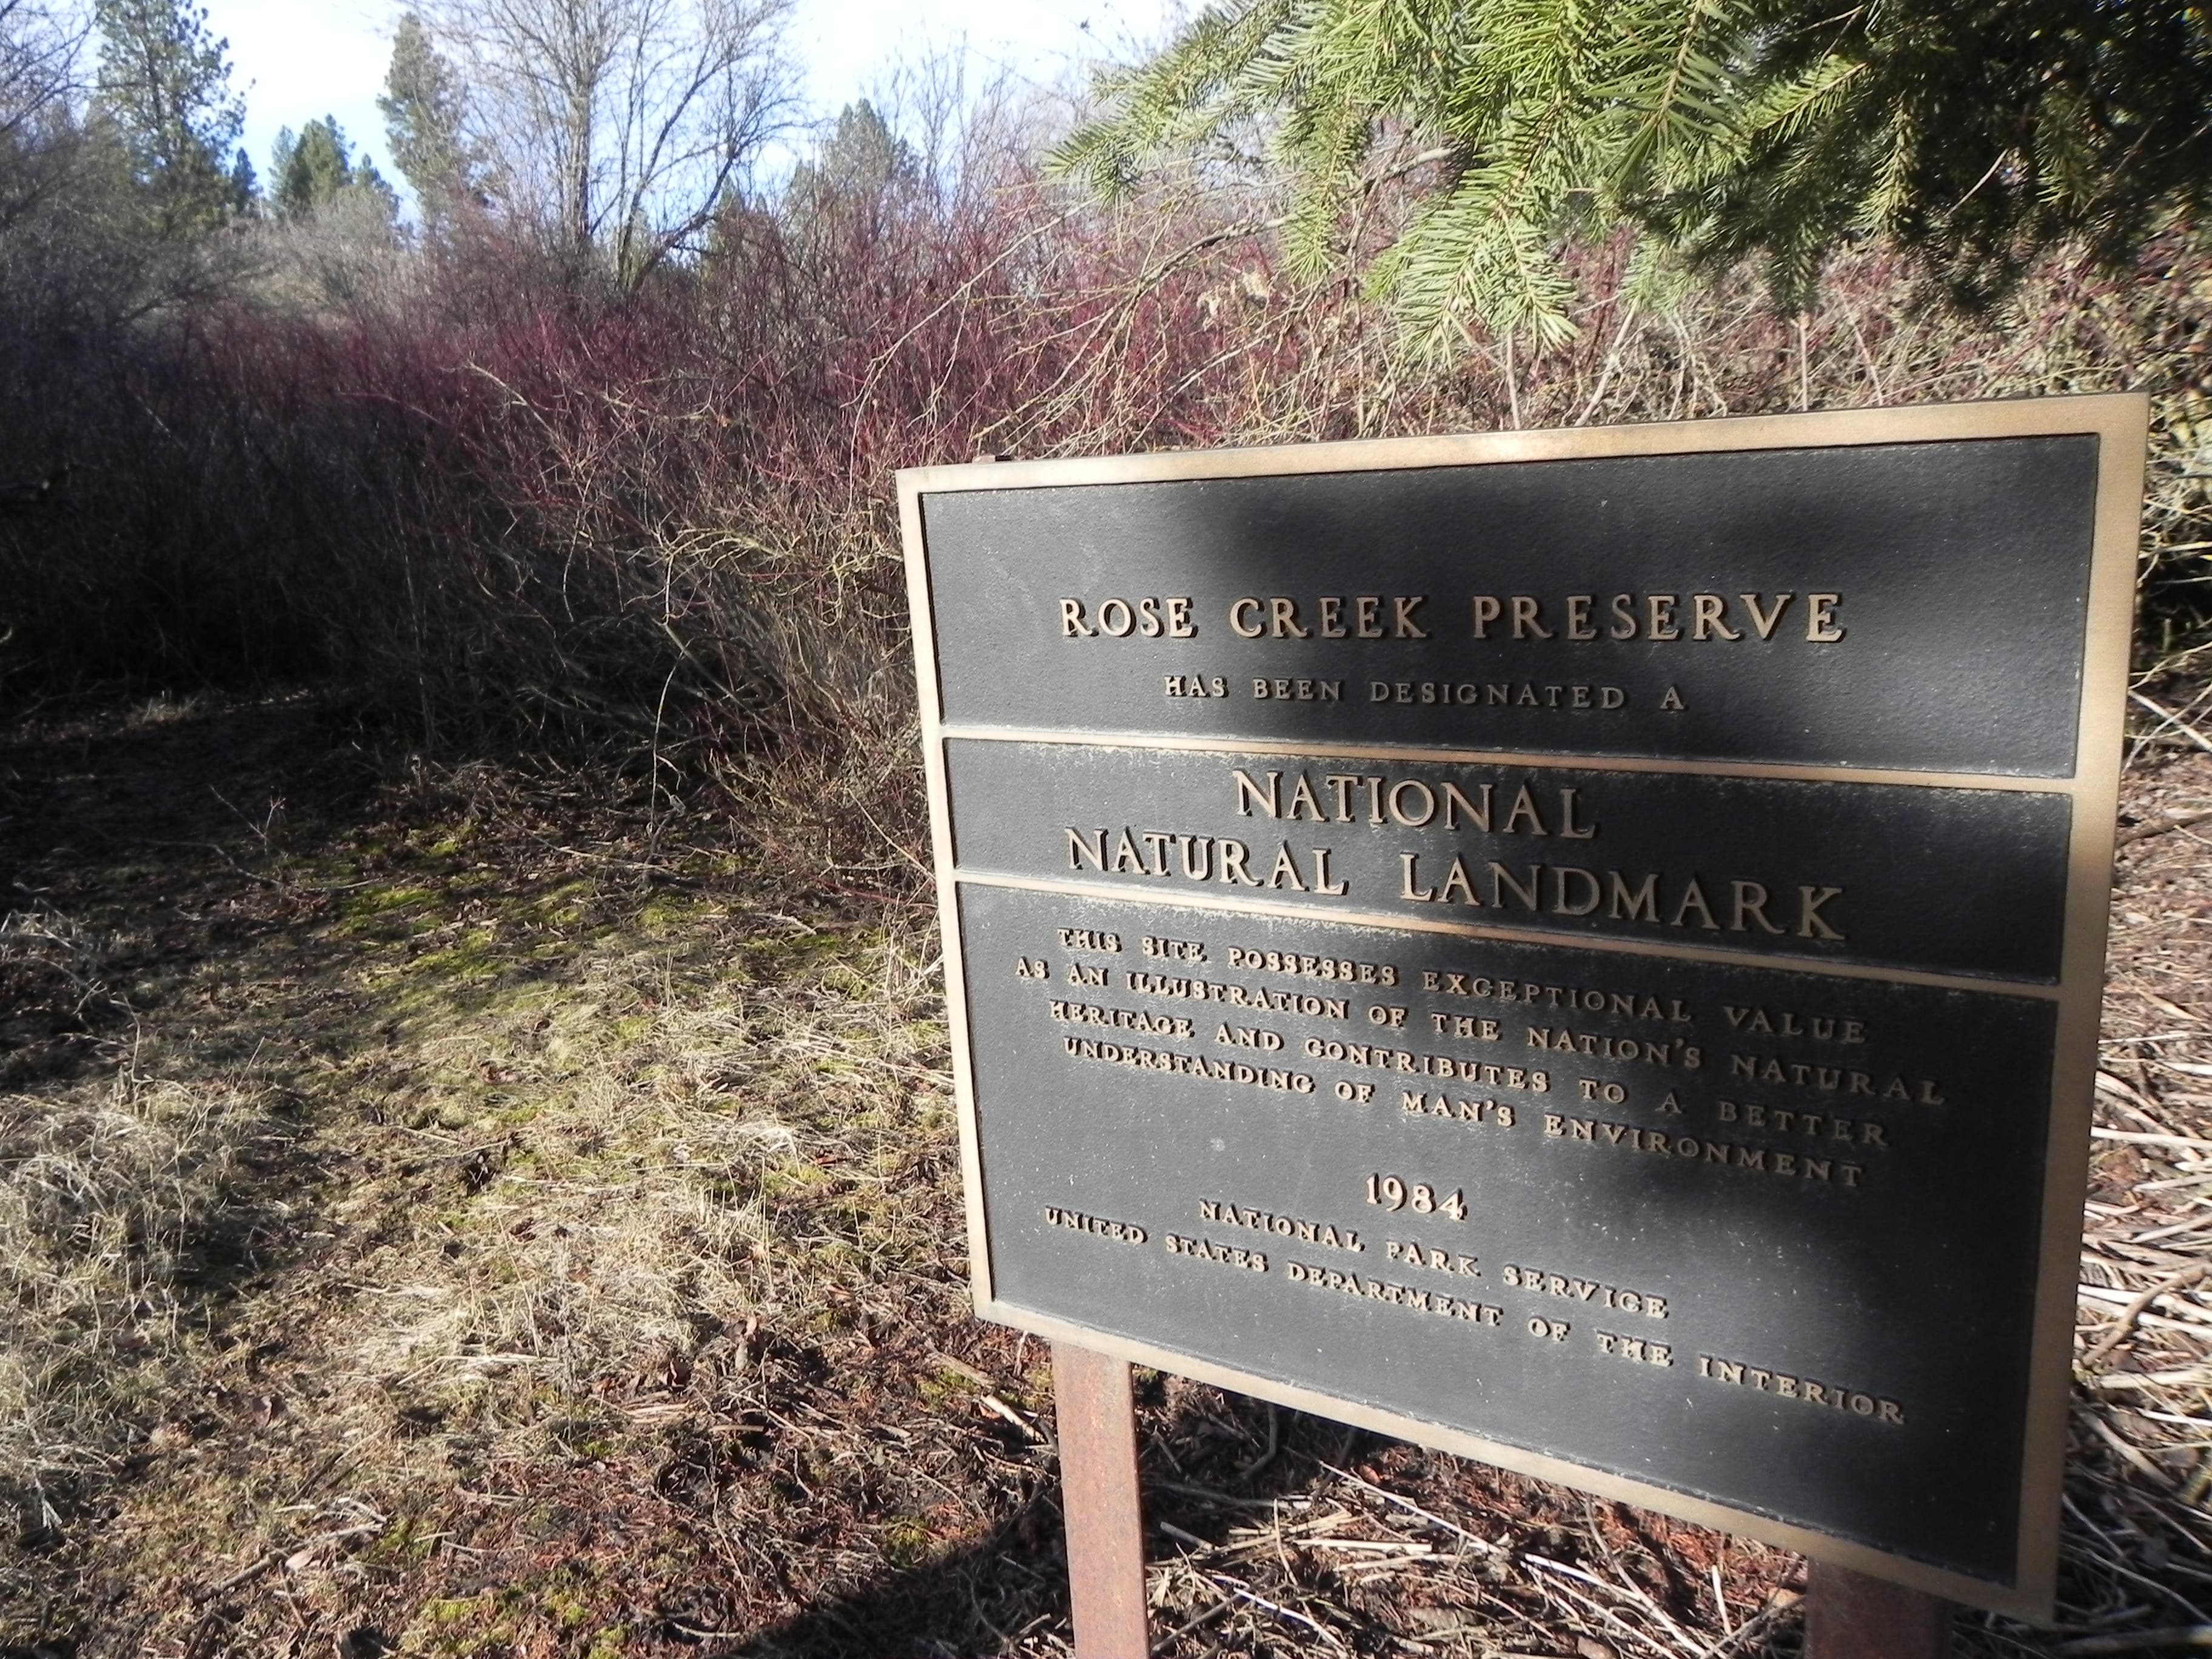 ROSE CREEK PRESERVE
HAS BEEN DESIGNATED A
NATIONAL
NATURAL LANDMARK
THIS SITE POSSESSES EXCEPTIONAL VALUE
AS AN ILLUSTRATION OF THE NATION'S NATURAL
HERITAGE AND CONTRIBUTES TO A BETTER
UNDERSTANDING OF MAN'S ENVIRONMENT
1984
NATIONAL PARK SERVICE
UNITED STATES DEPARTMENT OF THE INTERIOR